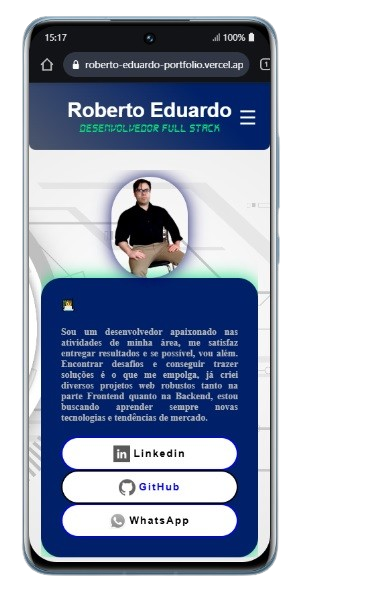 15:17
100%
roberto-eduardo-portfolio.vercel.ap
1
Roberto Eduardo
DESENVOLVEDOR FULL STACK
Sou um desenvolvedor apaixonado nas
atividades de minha área, me satisfaz
entregar resultados e se possível, vou além.
Encontrar desafios e conseguir trazer
soluções é o que me empolga, já criei
diversos projetos web robustos tanto na
parte Frontend quanto na Backend, estou
buscando aprender sempre novas
tecnologias e tendências de mercado.
in Linkedin
GitHub
WhatsApp